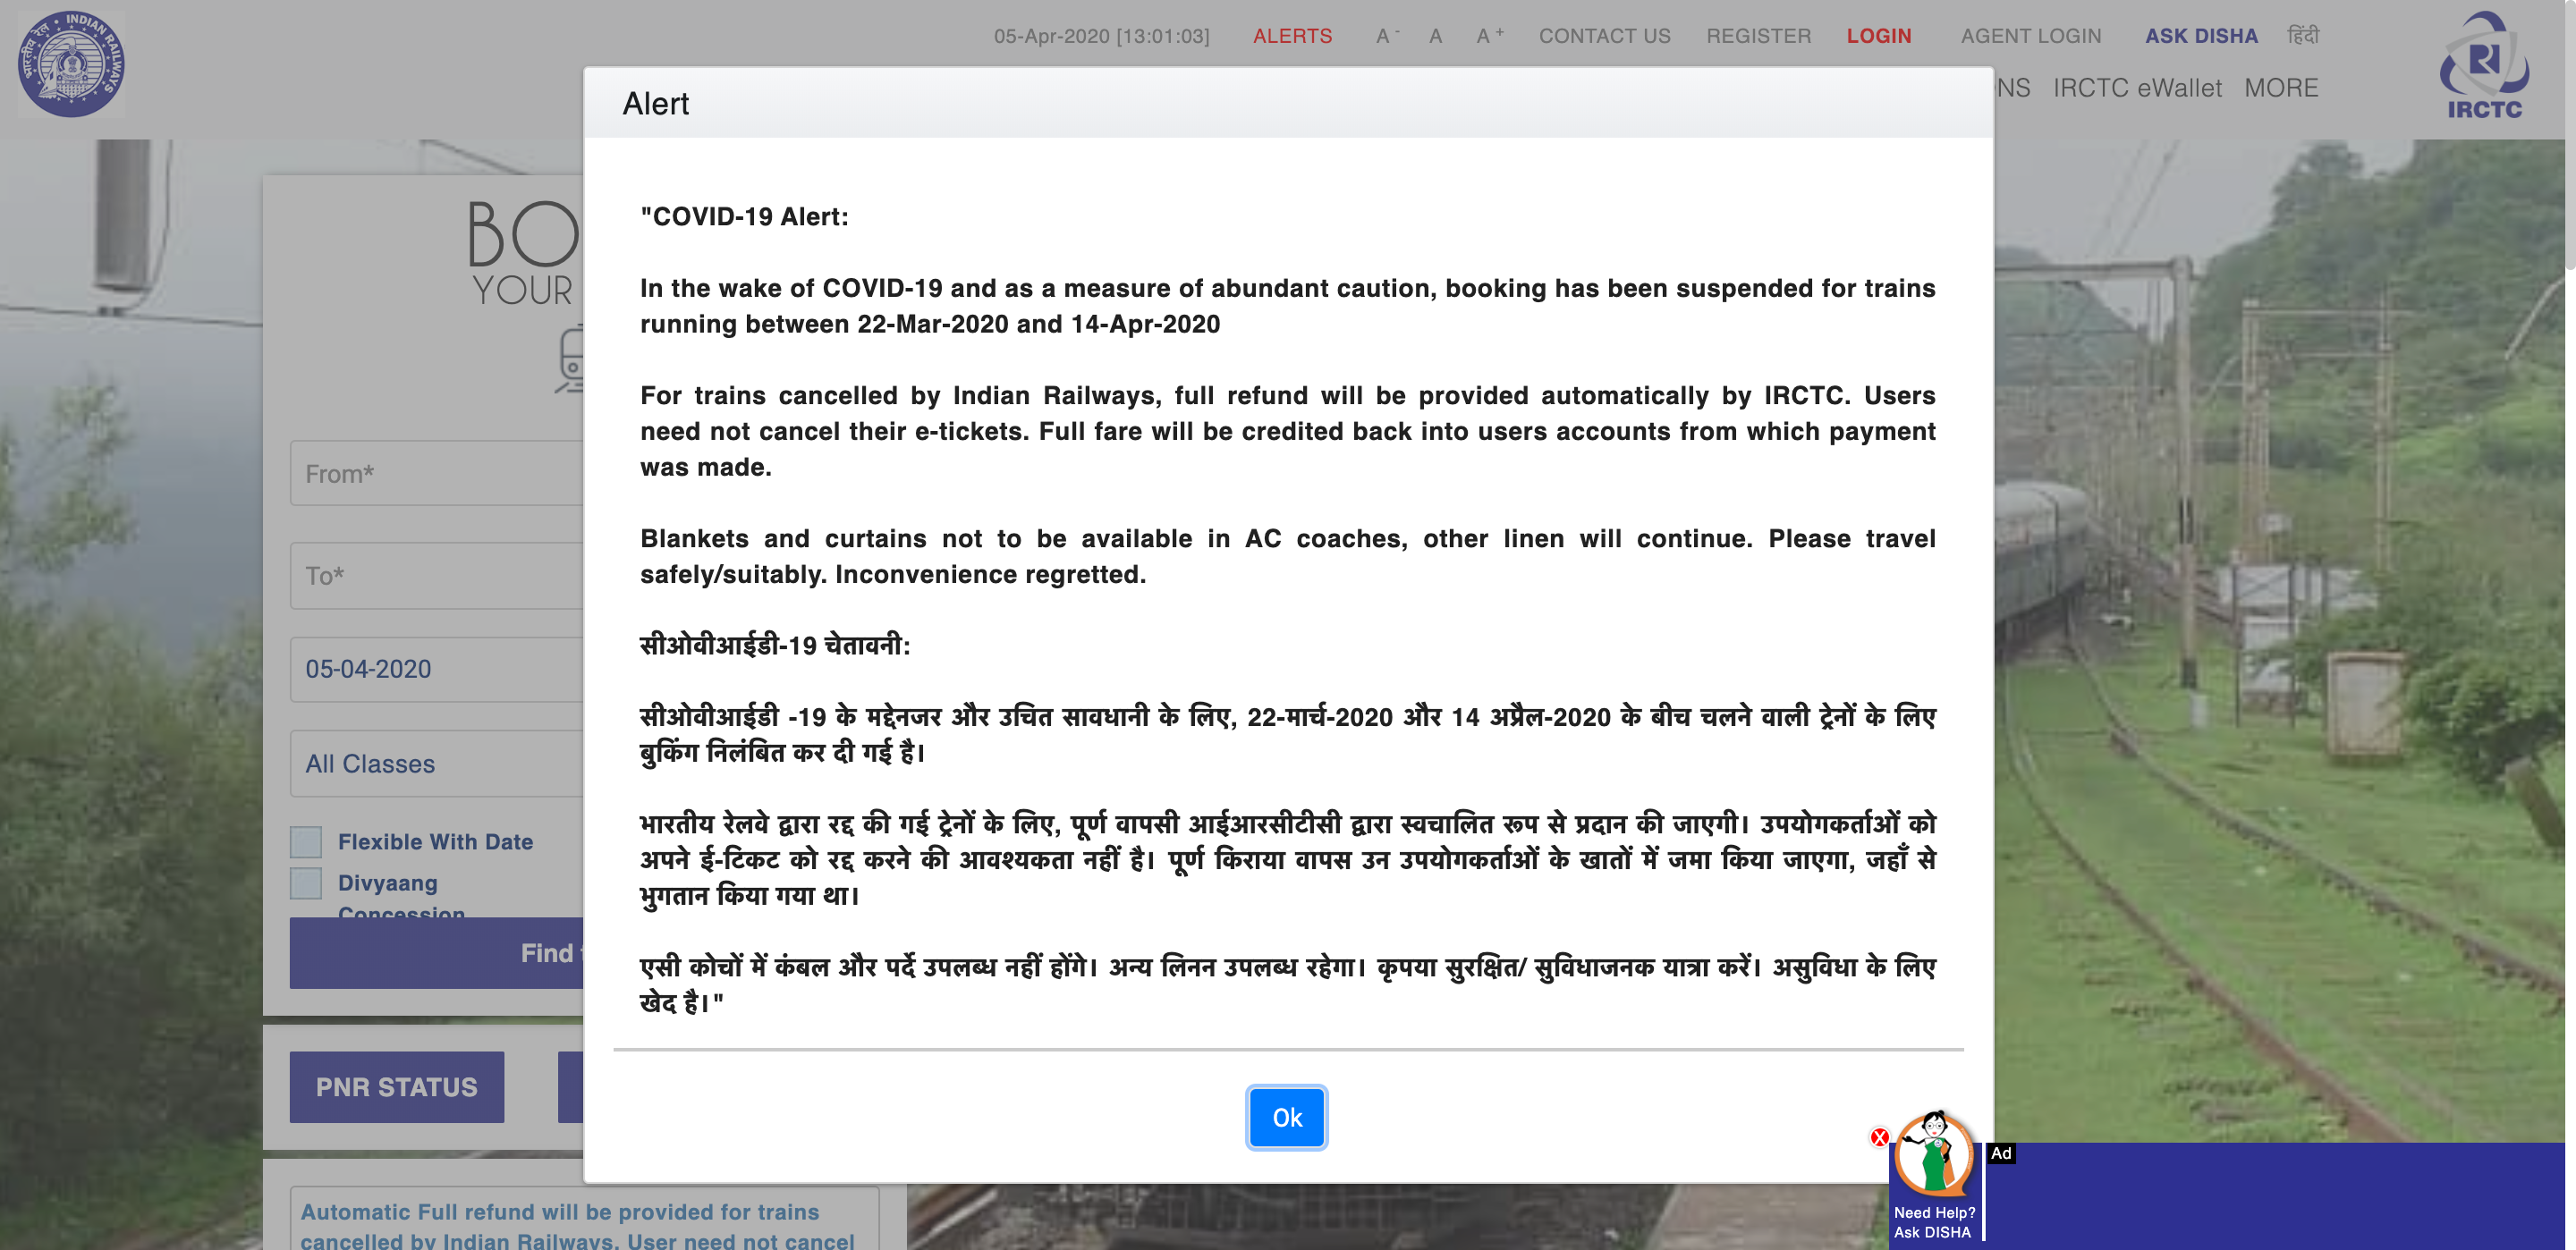 INDIAN RAILWAYS
भारतीय रेल
05-Apr-2020 [13:01:03] ALERTS A - A A + CONTACT US REGISTER LOGIN AGENT LOGIN ASK DISHA हिंदी
IRCTC eWallet MORE
IRCTC
Alert
"COVID-19 Alert:
In the wake of COVID-19 and as a measure of abundant caution, booking has been suspended for trains
running between 22-Mar-2020 and 14-Apr-2020
For trains cancelled by Indian Railways, full refund will be provided automatically by IRCTC. Users
need not cancel their e-tickets. Full fare will be credited back into users accounts from which payment
was made.
Blankets and curtains not to be available in AC coaches, other linen will continue. Please travel
safely/suitably. Inconvenience regretted.
सीओवीआईडी-19 चेतावनी:
सीओवीआईडी -19 के मद्देनजर और उचित सावधानी के लिए, 22-मार्च-2020 और 14 अप्रैल-2020 के बीच चलने वाली ट्रेनों के लिए
बुकिंग निलंबित कर दी गई है।
भारतीय रेलवे द्वारा रद्द की गई ट्रेनों के लिए, पूर्ण वापसी आईआरसीटीसी द्वारा स्वचालित रूप से प्रदान की जाएगी। उपयोगकर्ताओं को
अपने ई-टिकट को रद्द करने की आवश्यकता नहीं है। पूर्ण किराया वापस उन उपयोगकर्ताओं के खातों में जमा किया जाएगा, जहाँ से
भुगतान किया गया था।
एसी कोचों में कंबल और पर्दे उपलब्ध नहीं होंगे। अन्य लिनन उपलब्ध रहेगा। कृपया सुरक्षित/ सुविधाजनक यात्रा करें। असुविधा के लिए
खेद है।"
Ok
BO
YOUR
From*
To*
05-04-2020
All Classes
Flexible With Date
Divyaang
Concession
Find
PNR STATUS
Automatic Full refund will be provided for trains
cancelled by Indian Railways. User need not cancel
X
Ad
Need Help?
Ask DISHA